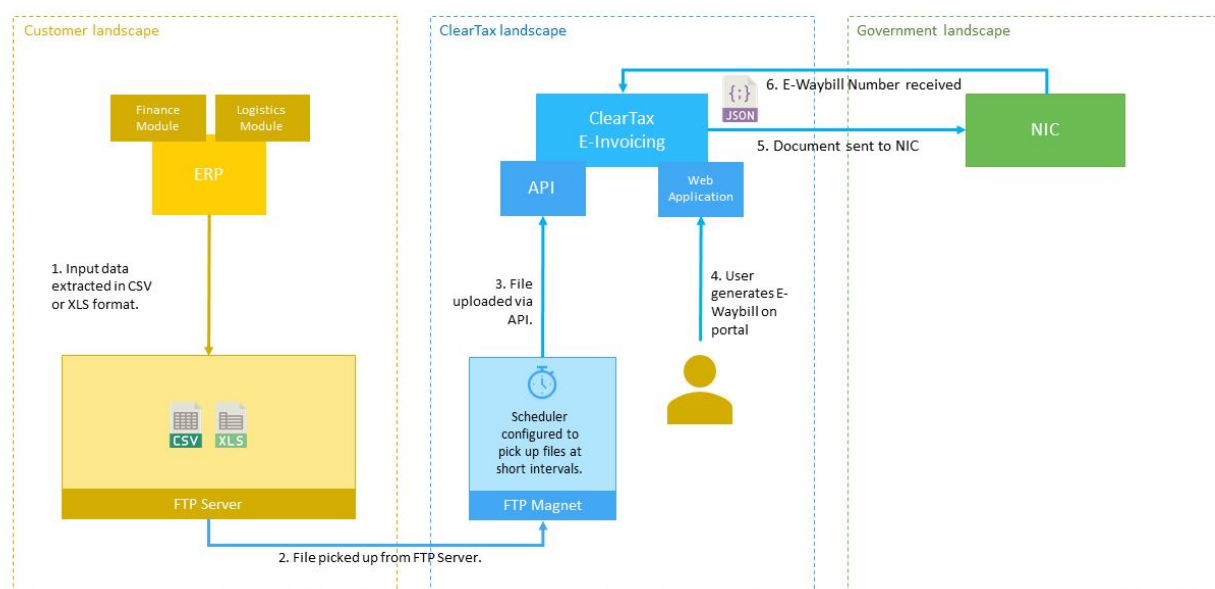 Customer landscape
ClearTax landscape
Government landscape
Finance
Module
Logistics
Module
ERP
ClearTax
E-Invoicing
API
Web
Application
{;}
JSON
6. E-Waybill Number received
5. Document sent to NIC
NIC
1. Input data
extracted in CSV
or XLS format.
3. File
uploaded via
API.
4. User
generates E-
Waybill on
portal
CSV
XLS
FTP Server
Scheduler
configured to
pick up files at
short intervals.
FTP Magnet
2. File picked up from FTP Server.